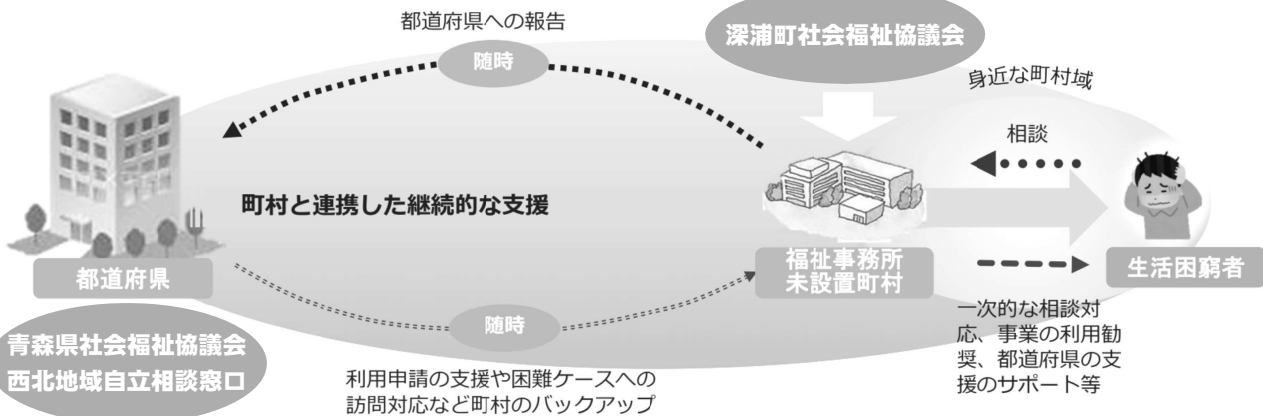 都道府県への報告
随時
深浦町社会福祉協議会
身近な町村域
相談
町村と連携した継続的な支援
都道府県
福祉事務所
未設置町村
生活困窮者
青森県社会福祉協議会
西北地域自立相談窓口
随時
利用申請の支援や困難ケースへの
訪問対応など町村のバックアップ
一次的な相談対
応、事業の利用勧
奨、都道府県の支
援のサポート等